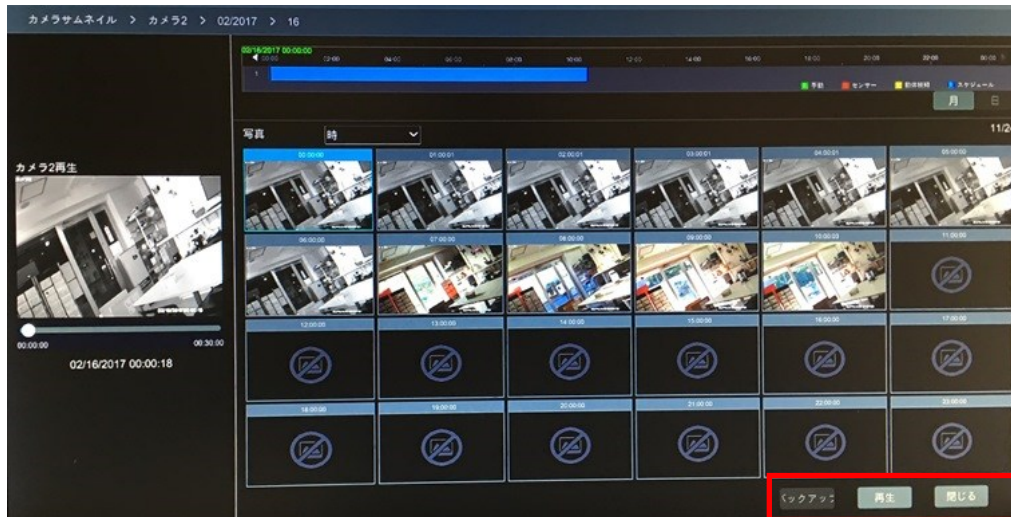 カメラサムネイル > カメラ2 > 02/2017 > 16
02/16/2017 00:00:00
00:00 02:00 04:00 06:00 08:00 10:00 12:00 14:00 16:00 18:00 20:00 22:00 00:00
1
手動 センサー 動体検知 スケジュール
月 日
写真 時 11/24
カメラ2再生
00:00:00 01:00:01 02:00:01 03:00:01 04:00:01 05:00:00
06:00:00 07:00:00 08:00:00 09:00:00 10:00:03 11:00:00
12:00:00 13:00:00 14:00:00 15:00:00 16:00:00 17:00:00
00:00:00 00:30:00
02/16/2017 00:00:18
18:00:00 19:00:00 20:00:00 21:00:00 22:00:00 23:00:00
バックアップ 再生 閉じる